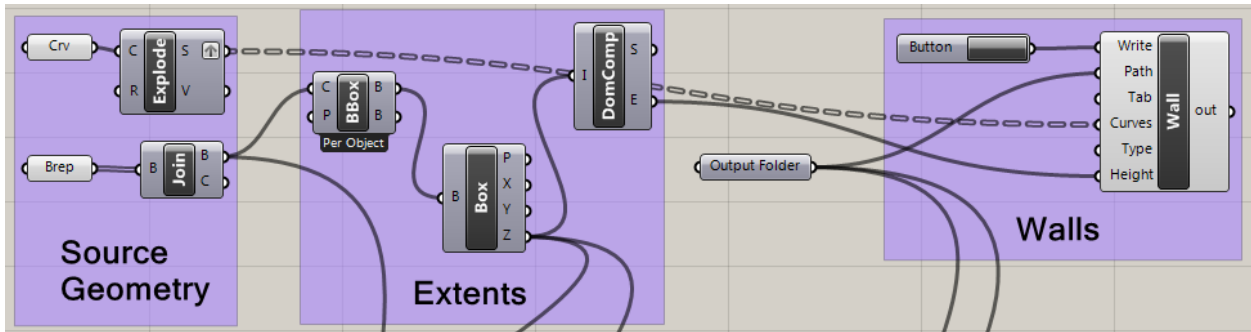 Crv
C
R
Explode
S
V
Brep
B
Join
B
C
Source
Geometry
C
P
BBox
B
B
Per Object
B
Box
P
X
Y
Z
I
DomComp
S
E
Extents
Output Folder
Button
Write
Path
Tab
Curves
Type
Height
Wall
out
Walls